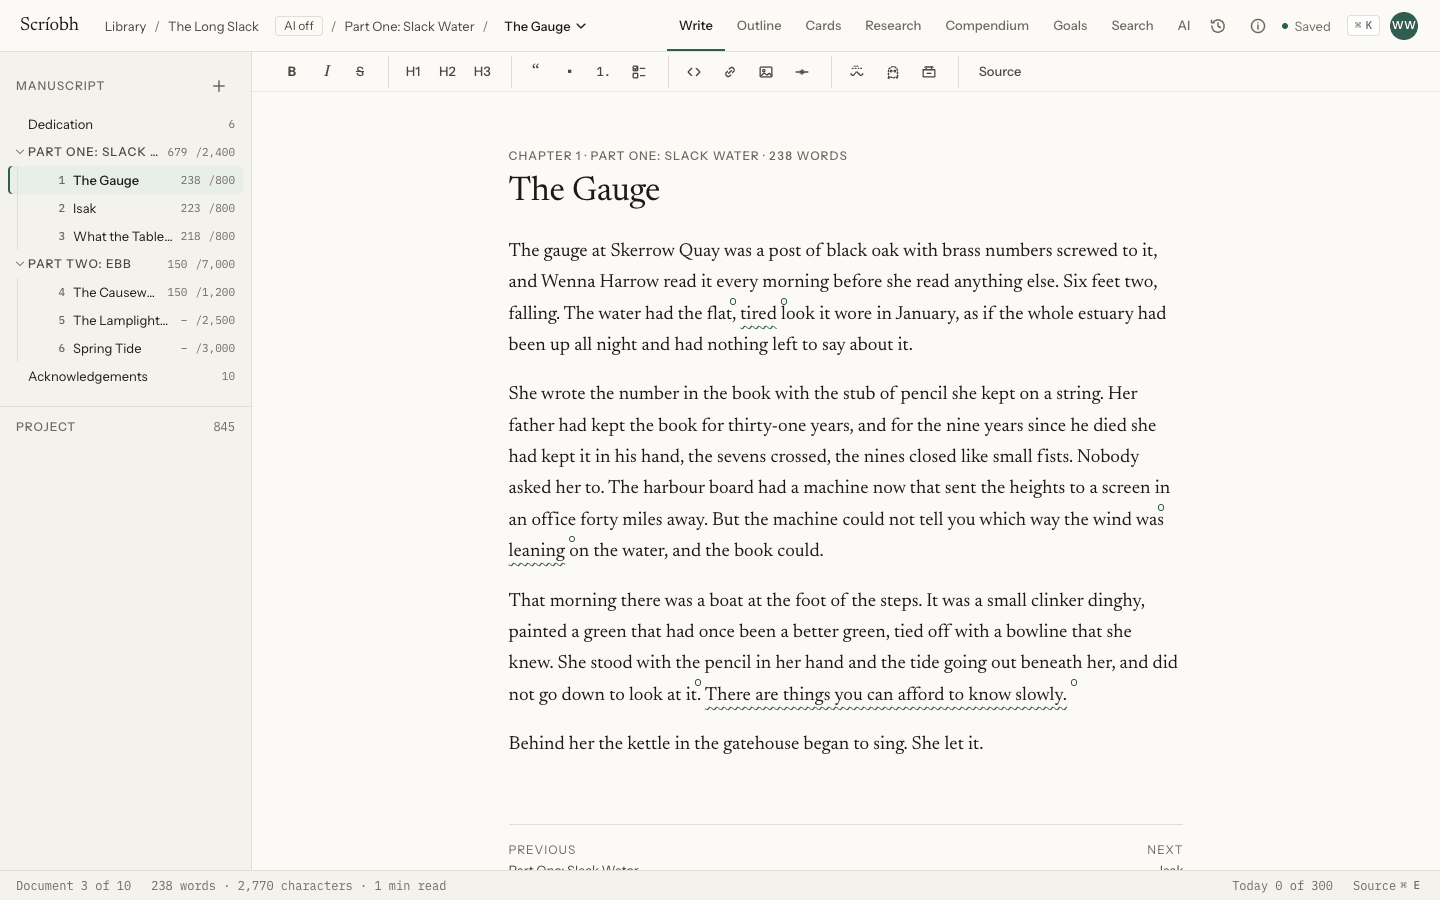 Scríobh
Library / The Long Slack AI off / Part One: Slack Water / The Gauge
Write Outline Cards Research Compendium Goals Search AI Saved ⌘ K WW
B I S H1 H2 H3 “ ▪ 1. Source
MANUSCRIPT +
Dedication 6
PART ONE: SLACK … 679 /2,400
1 The Gauge 238 /800
2 Isak 223 /800
3 What the Table… 218 /800
PART TWO: EBB 150 /7,000
4 The Causew… 150 /1,200
5 The Lamplight… – /2,500
6 Spring Tide – /3,000
Acknowledgements 10
PROJECT 845
CHAPTER 1 · PART ONE: SLACK WATER · 238 WORDS
The Gauge
The gauge at Skerrow Quay was a post of black oak with brass numbers screwed to it,
and Wenna Harrow read it every morning before she read anything else. Six feet two,
falling. The water had the flat, tired look it wore in January, as if the whole estuary had
been up all night and had nothing left to say about it.
She wrote the number in the book with the stub of pencil she kept on a string. Her
father had kept the book for thirty-one years, and for the nine years since he died she
had kept it in his hand, the sevens crossed, the nines closed like small fists. Nobody
asked her to. The harbour board had a machine now that sent the heights to a screen in
an office forty miles away. But the machine could not tell you which way the wind was
leaning on the water, and the book could.
That morning there was a boat at the foot of the steps. It was a small clinker dinghy,
painted a green that had once been a better green, tied off with a bowline that she
knew. She stood with the pencil in her hand and the tide going out beneath her, and did
not go down to look at it. There are things you can afford to know slowly.
Behind her the kettle in the gatehouse began to sing. She let it.
PREVIOUS NEXT
Part One: Slack Water Isak
Document 3 of 10 238 words · 2,770 characters · 1 min read Today 0 of 300 Source ⌘ E